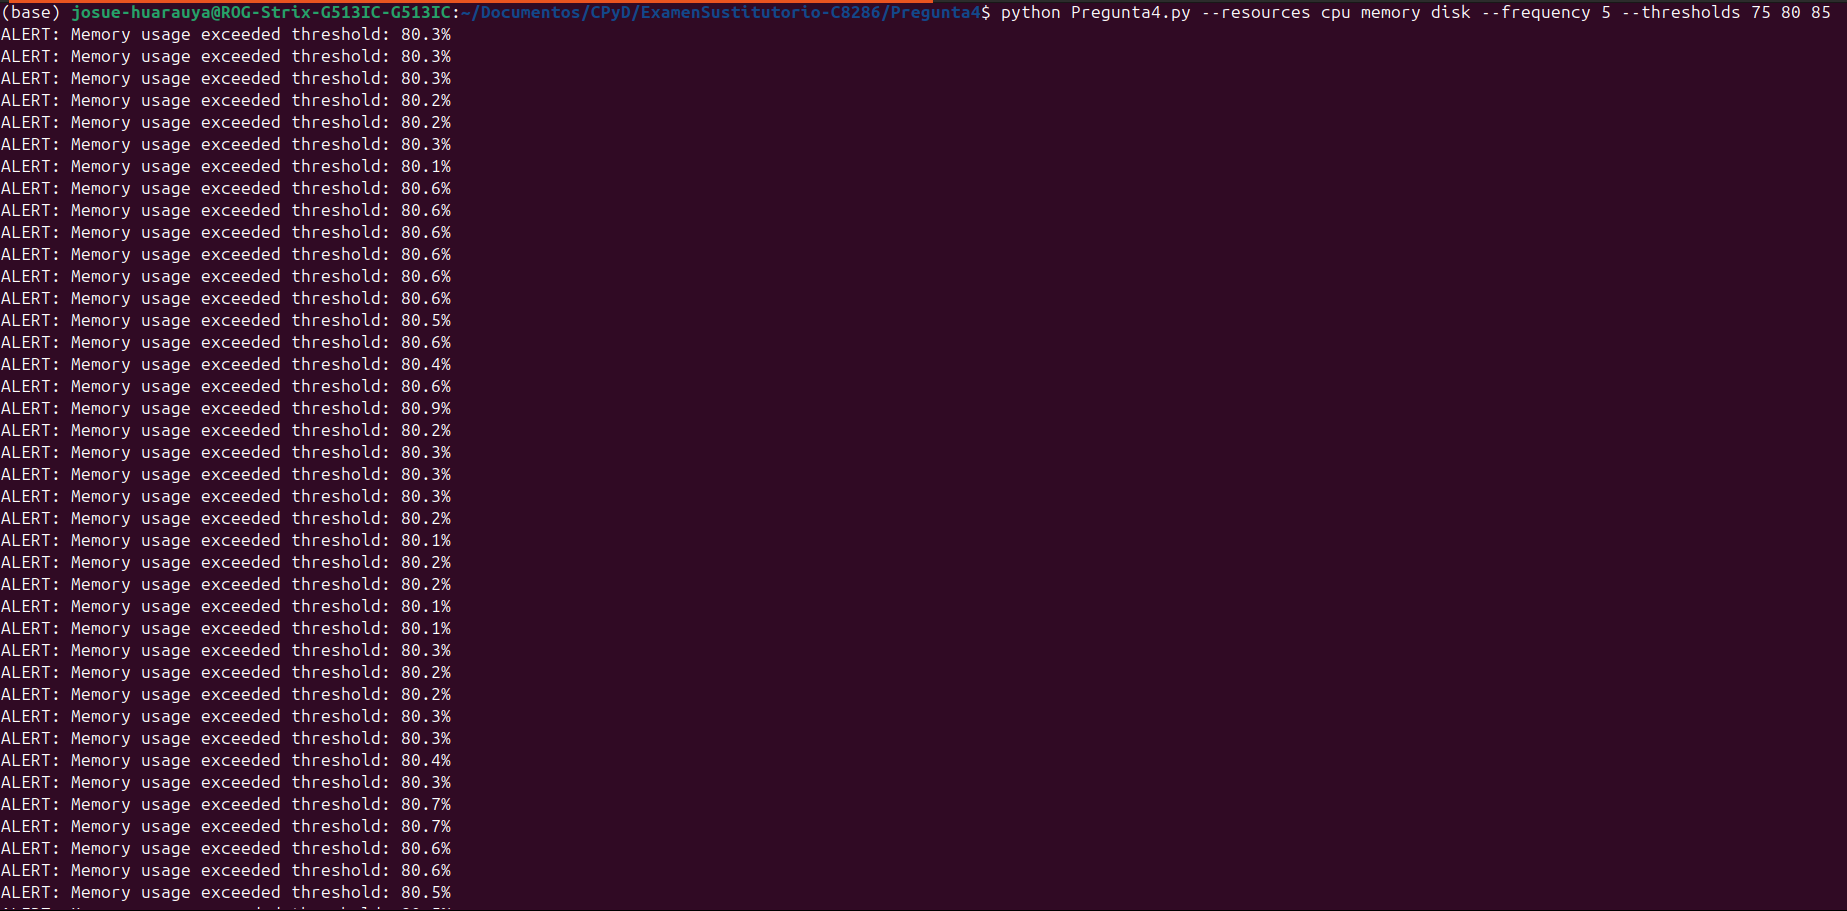 (base) josue-huarauya@ROG-Strix-G513IC-G513IC:~/Documentos/CPyD/ExamenSustitutorio-C8286/Pregunta4$ python Pregunta4.py --resources cpu memory disk --frequency 5 --thresholds 75 80 85
ALERT: Memory usage exceeded threshold: 80.3%
ALERT: Memory usage exceeded threshold: 80.3%
ALERT: Memory usage exceeded threshold: 80.3%
ALERT: Memory usage exceeded threshold: 80.2%
ALERT: Memory usage exceeded threshold: 80.2%
ALERT: Memory usage exceeded threshold: 80.3%
ALERT: Memory usage exceeded threshold: 80.1%
ALERT: Memory usage exceeded threshold: 80.6%
ALERT: Memory usage exceeded threshold: 80.6%
ALERT: Memory usage exceeded threshold: 80.6%
ALERT: Memory usage exceeded threshold: 80.6%
ALERT: Memory usage exceeded threshold: 80.6%
ALERT: Memory usage exceeded threshold: 80.6%
ALERT: Memory usage exceeded threshold: 80.5%
ALERT: Memory usage exceeded threshold: 80.6%
ALERT: Memory usage exceeded threshold: 80.4%
ALERT: Memory usage exceeded threshold: 80.6%
ALERT: Memory usage exceeded threshold: 80.9%
ALERT: Memory usage exceeded threshold: 80.2%
ALERT: Memory usage exceeded threshold: 80.3%
ALERT: Memory usage exceeded threshold: 80.3%
ALERT: Memory usage exceeded threshold: 80.3%
ALERT: Memory usage exceeded threshold: 80.2%
ALERT: Memory usage exceeded threshold: 80.1%
ALERT: Memory usage exceeded threshold: 80.2%
ALERT: Memory usage exceeded threshold: 80.2%
ALERT: Memory usage exceeded threshold: 80.1%
ALERT: Memory usage exceeded threshold: 80.1%
ALERT: Memory usage exceeded threshold: 80.3%
ALERT: Memory usage exceeded threshold: 80.2%
ALERT: Memory usage exceeded threshold: 80.2%
ALERT: Memory usage exceeded threshold: 80.3%
ALERT: Memory usage exceeded threshold: 80.3%
ALERT: Memory usage exceeded threshold: 80.4%
ALERT: Memory usage exceeded threshold: 80.3%
ALERT: Memory usage exceeded threshold: 80.7%
ALERT: Memory usage exceeded threshold: 80.7%
ALERT: Memory usage exceeded threshold: 80.6%
ALERT: Memory usage exceeded threshold: 80.6%
ALERT: Memory usage exceeded threshold: 80.5%